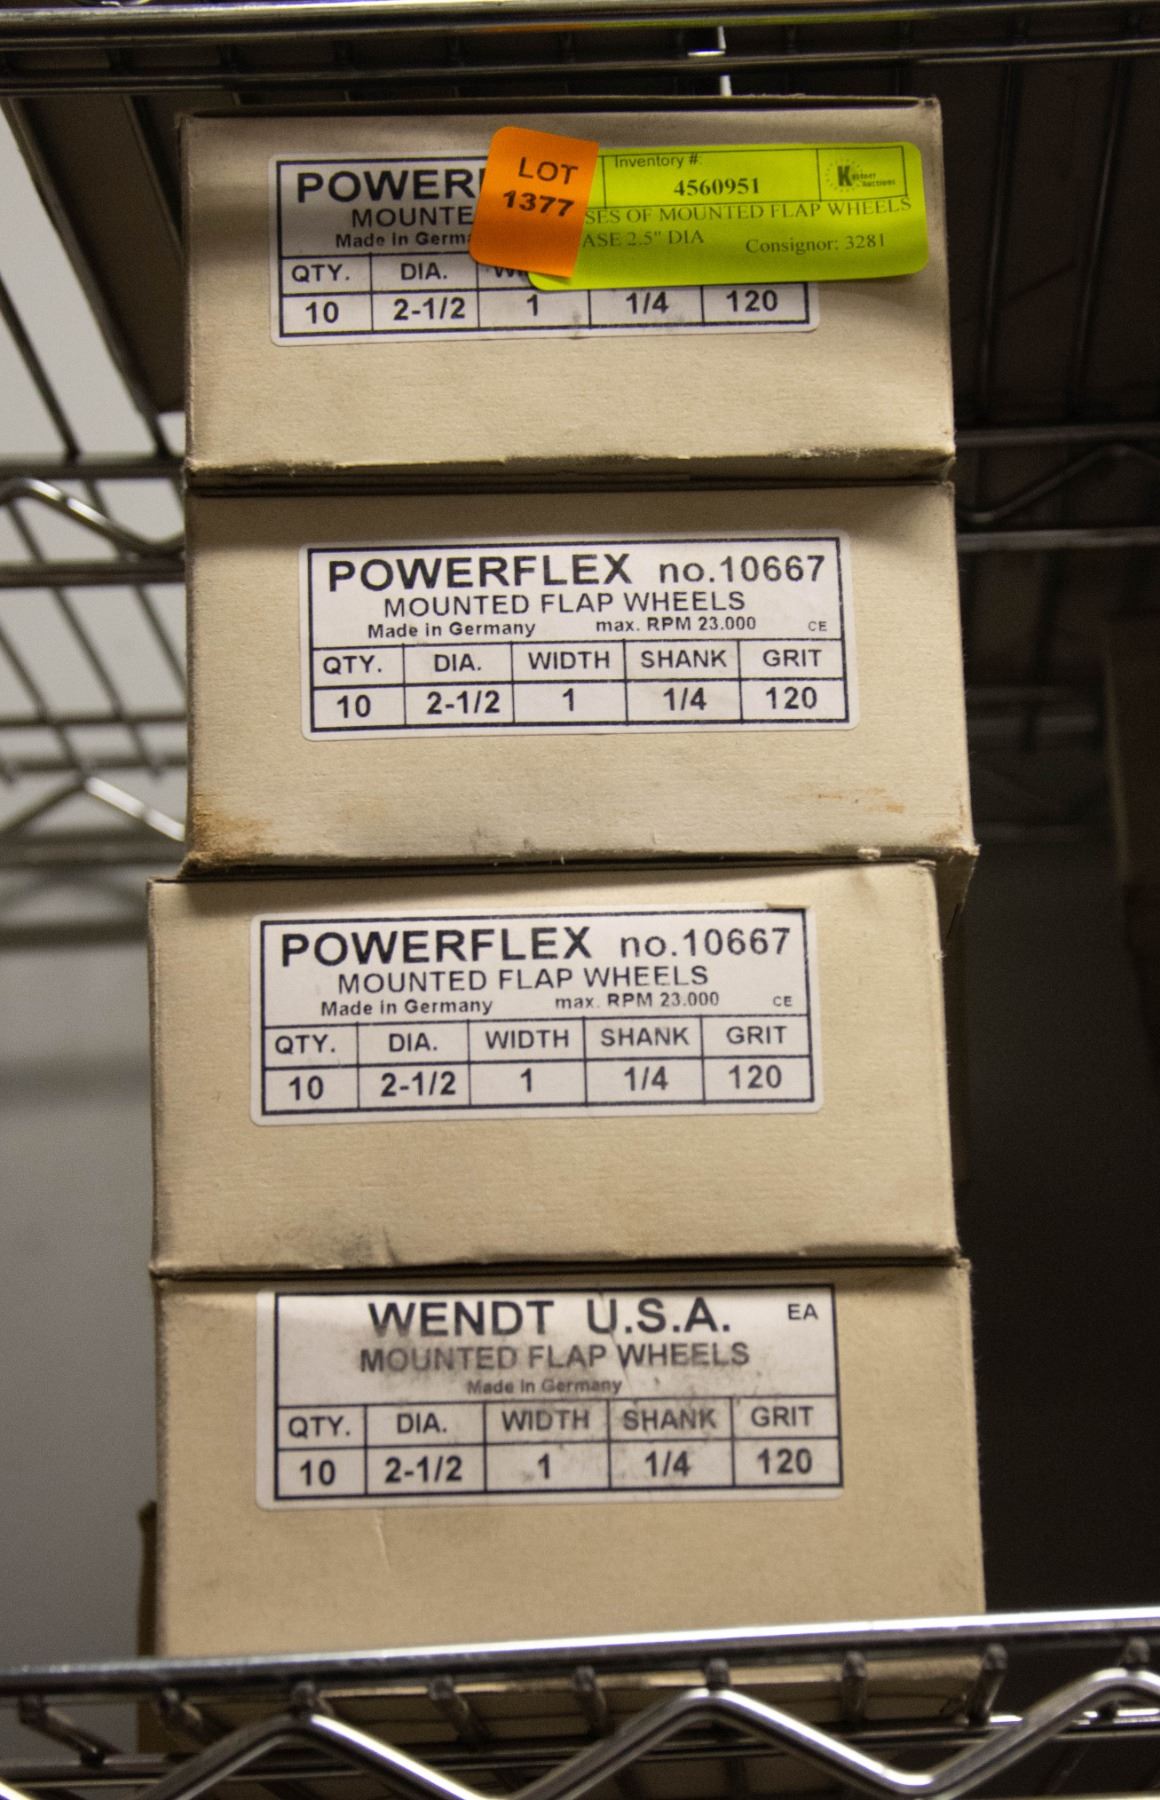 LOT
1377
Inventory #:
4560951
SES OF MOUNTED FLAP WHEELS
ASE 2.5" DIA
Consignor: 3281
POWER
MOUNTE
Made in Germa
QTY. DIA. WI
10 2-1/2 1 1/4 120
POWERFLEX no.10667
MOUNTED FLAP WHEELS
Made in Germany max. RPM 23.000 CE
QTY. DIA. WIDTH SHANK GRIT
10 2-1/2 1 1/4 120
POWERFLEX no.10667
MOUNTED FLAP WHEELS
Made in Germany max. RPM 23.000 CE
QTY. DIA. WIDTH SHANK GRIT
10 2-1/2 1 1/4 120
WENDT U.S.A. EA
MOUNTED FLAP WHEELS
Made in Germany
QTY. DIA. WIDTH SHANK GRIT
10 2-1/2 1 1/4 120